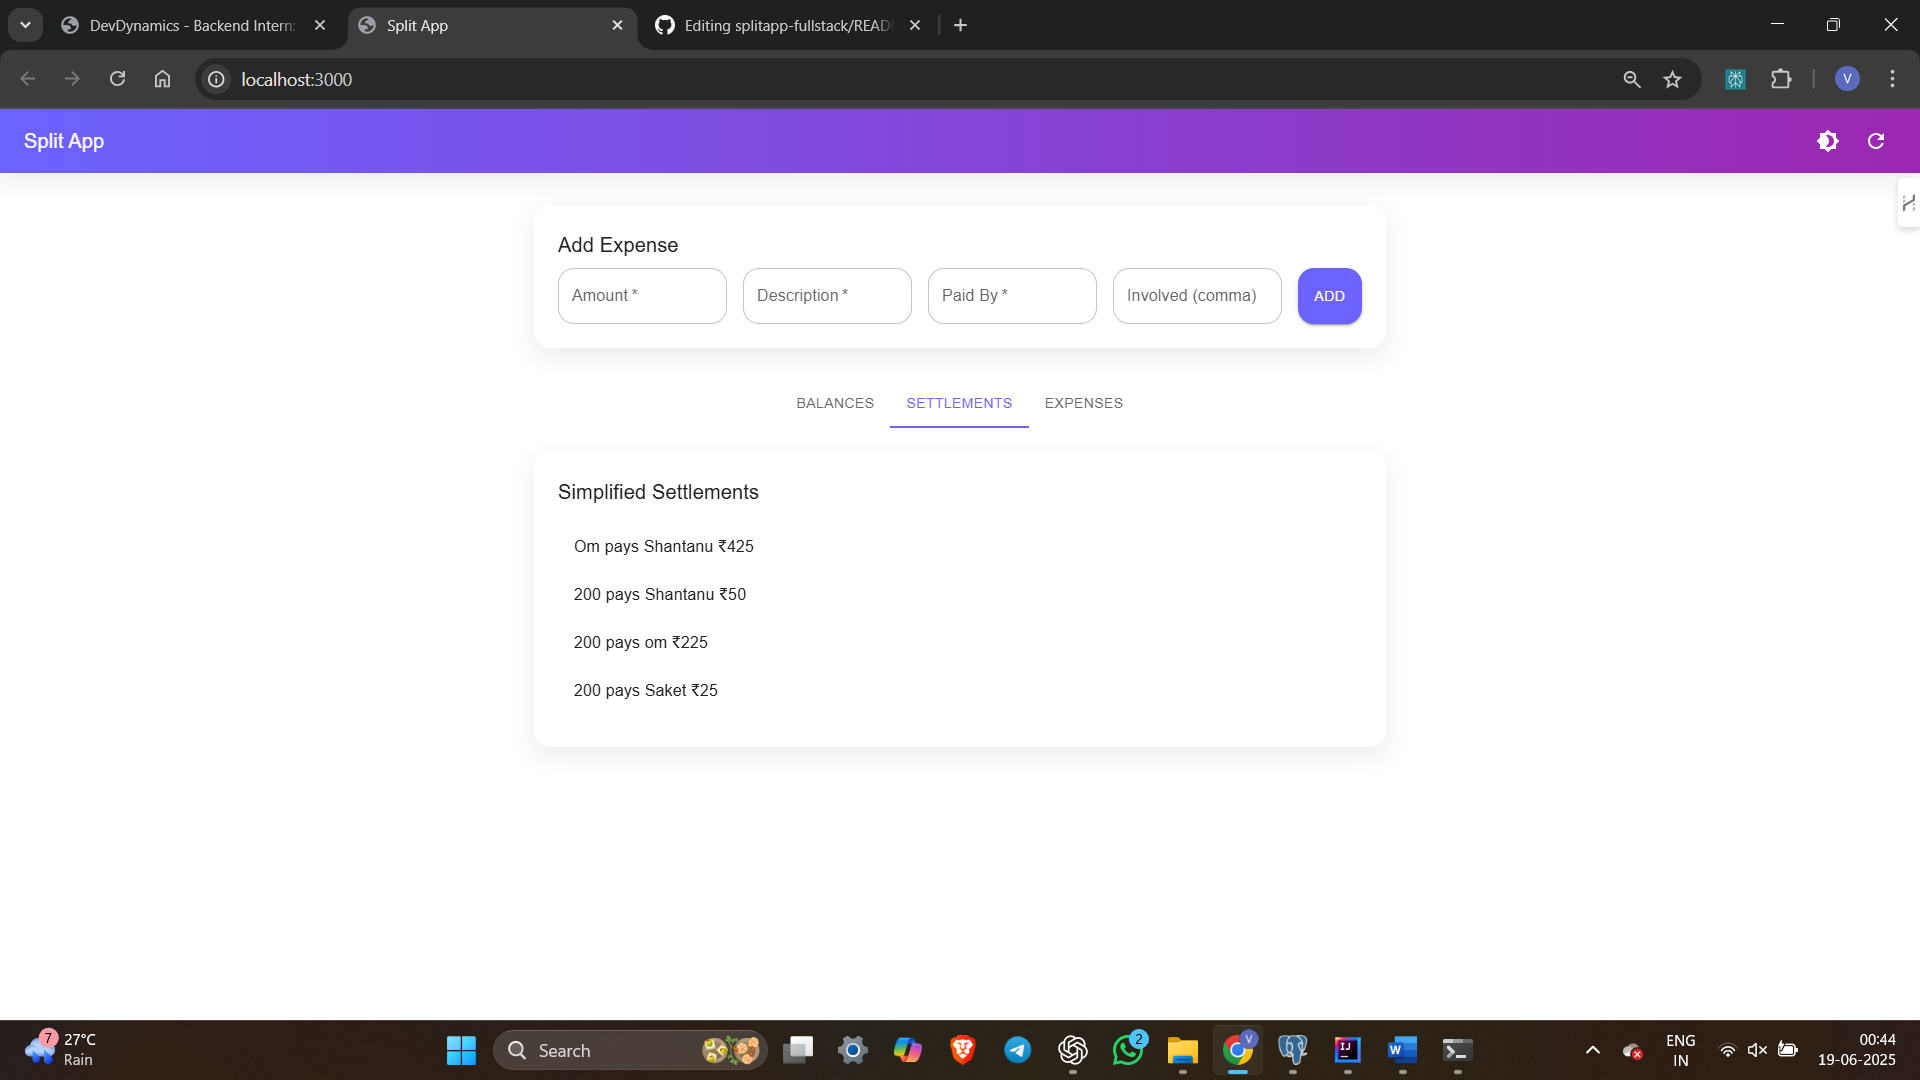 DevDynamics - Backend Intern:
Split App
Editing splitapp-fullstack/READ
localhost:3000
V
Split App
Add Expense
Amount *
Description *
Paid By *
Involved (comma)
ADD
BALANCES
SETTLEMENTS
EXPENSES
Simplified Settlements
Om pays Shantanu ₹425
200 pays Shantanu ₹50
200 pays om ₹225
200 pays Saket ₹25
7
27°C
Rain
Search
2
V
IJ
W
ENG
IN
00:44
19-06-2025